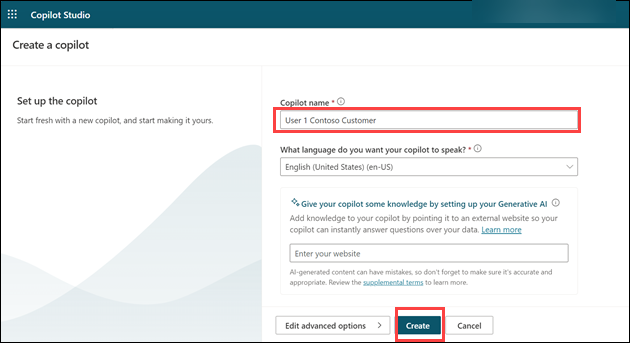 Copilot Studio
Create a copilot
Set up the copilot
Start fresh with a new copilot, and start making it yours.
Copilot name *
User 1 Contoso Customer
What language do you want your copilot to speak? *
English (United States) (en-US)
Give your copilot some knowledge by setting up your Generative AI
Add knowledge to your copilot by pointing it to an external website so your
copilot can instantly answer questions over your data. Learn more
Enter your website
AI-generated content can have mistakes, so don't forget to make sure it's accurate and
appropriate. Review the supplemental terms to learn more.
Edit advanced options > Create Cancel